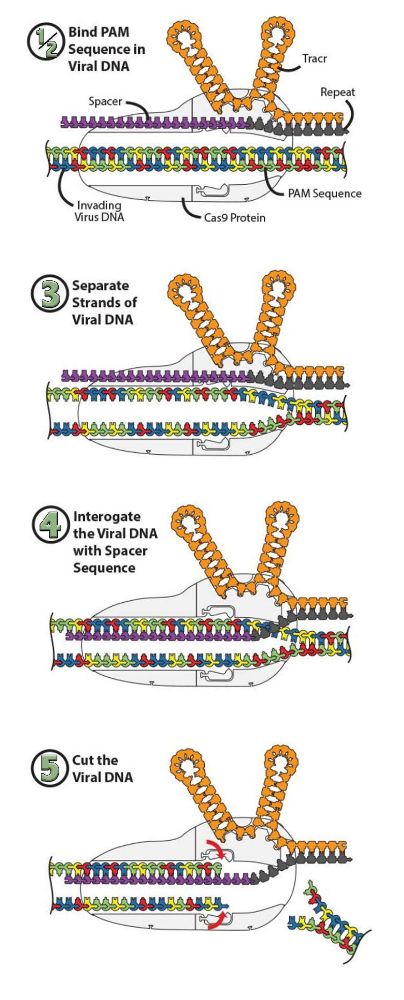 1/2
Bind PAM
Sequence in
Viral DNA
Tracr
Repeat
Spacer
PAM Sequence
Invading
Virus DNA
Cas9 Protein
3
Separate
Strands of
Viral DNA
4
Interogate
the Viral DNA
with Spacer
Sequence
5
Cut the
Viral DNA